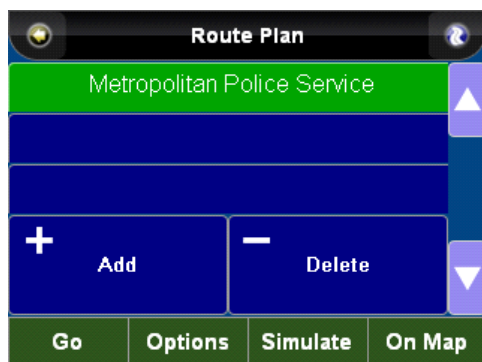 Route Plan
Metropolitan Police Service
+ Add
− Delete
Go Options Simulate On Map